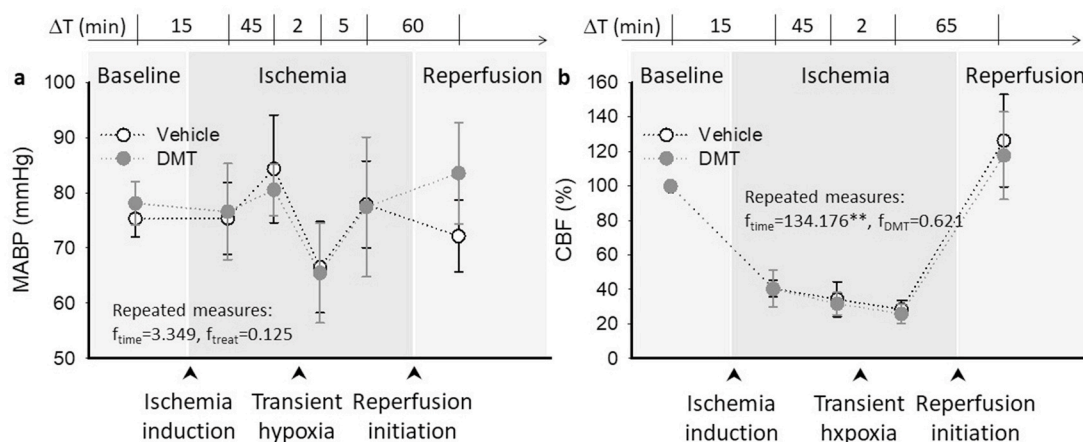 ΔT (min) 15 45 2 5 60
a
Baseline Ischemia Reperfusion
100
90
80
70
60
50
MABP (mmHg)
Vehicle
DMT
Repeated measures:
f_time=3.349, f_treat=0.125
Ischemia induction
Transient hypoxia
Reperfusion initiation
ΔT (min) 15 45 2 65
b
Baseline Ischemia Reperfusion
160
140
120
100
80
60
40
20
0
CBF (%)
Vehicle
DMT
Repeated measures:
f_time=134.176**, f_DMT=0.621
Ischemia induction
Transient hxpoxia
Reperfusion initiation